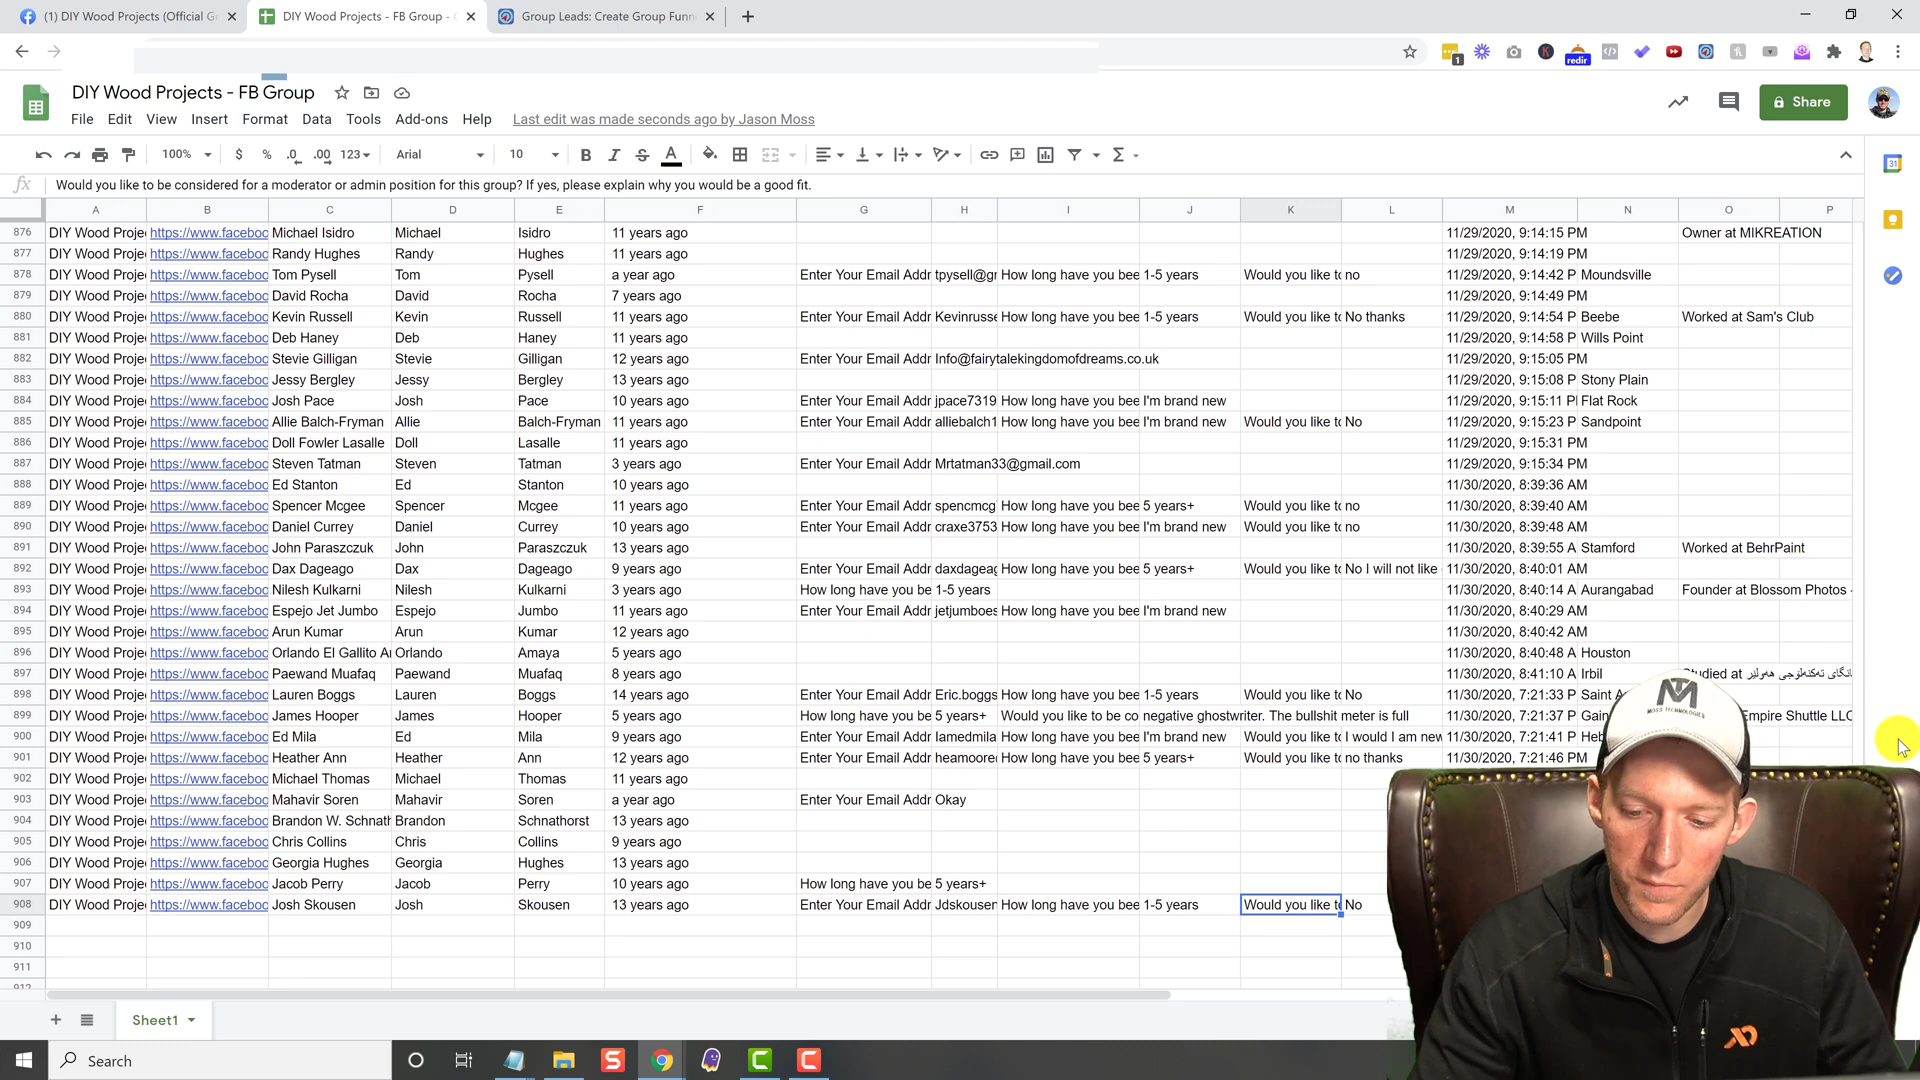 (1) DIY Wood Projects (Official G
DIY Wood Projects - FB Group -
Group Leads: Create Group Funn
1
redir
DIY Wood Projects - FB Group
Share
File Edit View Insert Format Data Tools Add-ons Help Last edit was made seconds ago by Jason Moss
100% $ % .0 .00 123 Arial 10 B I S A
31
fx Would you like to be considered for a moderator or admin position for this group? If yes, please explain why you would be a good fit.
A B C D E F G H I J K L M N O P
876 DIY Wood Proje https://www.faceboo Michael Isidro Michael Isidro 11 years ago 11/29/2020, 9:14:15 PM Owner at MIKREATION
877 DIY Wood Proje https://www.faceboo Randy Hughes Randy Hughes 11 years ago 11/29/2020, 9:14:19 PM
878 DIY Wood Proje https://www.faceboo Tom Pysell Tom Pysell a year ago Enter Your Email Addr tpysell@gr How long have you bee 1-5 years Would you like to no 11/29/2020, 9:14:42 P Moundsville
879 DIY Wood Proje https://www.faceboo David Rocha David Rocha 7 years ago 11/29/2020, 9:14:49 PM
880 DIY Wood Proje https://www.faceboo Kevin Russell Kevin Russell 11 years ago Enter Your Email Addr Kevinrusse How long have you bee 1-5 years Would you like to No thanks 11/29/2020, 9:14:54 P Beebe Worked at Sam's Club
881 DIY Wood Proje https://www.faceboo Deb Haney Deb Haney 11 years ago 11/29/2020, 9:14:58 P Wills Point
882 DIY Wood Proje https://www.faceboo Stevie Gilligan Stevie Gilligan 12 years ago Enter Your Email Addr Info@fairytalekingdomofdreams.co.uk 11/29/2020, 9:15:05 PM
883 DIY Wood Proje https://www.faceboo Jessy Bergley Jessy Bergley 13 years ago 11/29/2020, 9:15:08 P Stony Plain
884 DIY Wood Proje https://www.faceboo Josh Pace Josh Pace 10 years ago Enter Your Email Addr jpace7319 How long have you bee I'm brand new 11/29/2020, 9:15:11 P Flat Rock
885 DIY Wood Proje https://www.faceboo Allie Balch-Fryman Allie Balch-Fryman 11 years ago Enter Your Email Addr alliebalch1 How long have you bee I'm brand new Would you like to No 11/29/2020, 9:15:23 P Sandpoint
886 DIY Wood Proje https://www.faceboo Doll Fowler Lasalle Doll Lasalle 11 years ago 11/29/2020, 9:15:31 PM
887 DIY Wood Proje https://www.faceboo Steven Tatman Steven Tatman 3 years ago Enter Your Email Addr Mrtatman33@gmail.com 11/29/2020, 9:15:34 PM
888 DIY Wood Proje https://www.faceboo Ed Stanton Ed Stanton 10 years ago 11/30/2020, 8:39:36 AM
889 DIY Wood Proje https://www.faceboo Spencer Mcgee Spencer Mcgee 11 years ago Enter Your Email Addr spencmcg How long have you bee 5 years+ Would you like to no 11/30/2020, 8:39:40 AM
890 DIY Wood Proje https://www.faceboo Daniel Currey Daniel Currey 10 years ago Enter Your Email Addr craxe3753 How long have you bee I'm brand new Would you like to no 11/30/2020, 8:39:48 AM
891 DIY Wood Proje https://www.faceboo John Paraszczuk John Paraszczuk 13 years ago 11/30/2020, 8:39:55 A Stamford Worked at BehrPaint
892 DIY Wood Proje https://www.faceboo Dax Dageago Dax Dageago 9 years ago Enter Your Email Addr daxdageag How long have you bee 5 years+ Would you like to No I will not like 11/30/2020, 8:40:01 AM
893 DIY Wood Proje https://www.faceboo Nilesh Kulkarni Nilesh Kulkarni 3 years ago How long have you be 1-5 years 11/30/2020, 8:40:14 A Aurangabad Founder at Blossom Photos -
894 DIY Wood Proje https://www.faceboo Espejo Jet Jumbo Espejo Jumbo 11 years ago Enter Your Email Addr jetjumboes How long have you bee I'm brand new 11/30/2020, 8:40:29 AM
895 DIY Wood Proje https://www.faceboo Arun Kumar Arun Kumar 12 years ago 11/30/2020, 8:40:42 AM
896 DIY Wood Proje https://www.faceboo Orlando El Gallito A Orlando Amaya 5 years ago 11/30/2020, 8:40:48 A Houston
897 DIY Wood Proje https://www.faceboo Paewand Muafaq Paewand Muafaq 8 years ago 11/30/2020, 8:41:10 A Irbil Studied at تەکنەلۆجی هەولێر
898 DIY Wood Proje https://www.faceboo Lauren Boggs Lauren Boggs 14 years ago Enter Your Email Addr Eric.boggs How long have you bee 1-5 years Would you like to No 11/30/2020, 7:21:33 P Saint A
899 DIY Wood Proje https://www.faceboo James Hooper James Hooper 5 years ago How long have you be 5 years+ Would you like to be co negative ghostwriter. The bullshit meter is full 11/30/2020, 7:21:37 P Gain Empire Shuttle LLC
900 DIY Wood Proje https://www.faceboo Ed Mila Ed Mila 9 years ago Enter Your Email Addr Iamedmila How long have you bee I'm brand new Would you like to I would I am new 11/30/2020, 7:21:41 P Heb
901 DIY Wood Proje https://www.faceboo Heather Ann Heather Ann 12 years ago Enter Your Email Addr heamoore How long have you bee 5 years+ Would you like to no thanks 11/30/2020, 7:21:46 PM
902 DIY Wood Proje https://www.faceboo Michael Thomas Michael Thomas 11 years ago
903 DIY Wood Proje https://www.faceboo Mahavir Soren Mahavir Soren a year ago Enter Your Email Addr Okay
904 DIY Wood Proje https://www.faceboo Brandon W. Schnath Brandon Schnathorst 13 years ago
905 DIY Wood Proje https://www.faceboo Chris Collins Chris Collins 9 years ago
906 DIY Wood Proje https://www.faceboo Georgia Hughes Georgia Hughes 13 years ago
907 DIY Wood Proje https://www.faceboo Jacob Perry Jacob Perry 10 years ago How long have you be 5 years+
908 DIY Wood Proje https://www.faceboo Josh Skousen Josh Skousen 13 years ago Enter Your Email Addr Jdskousen How long have you bee 1-5 years Would you like to No
909
910
911
912
MOSS TECHNOLOGIES
Sheet1
Search